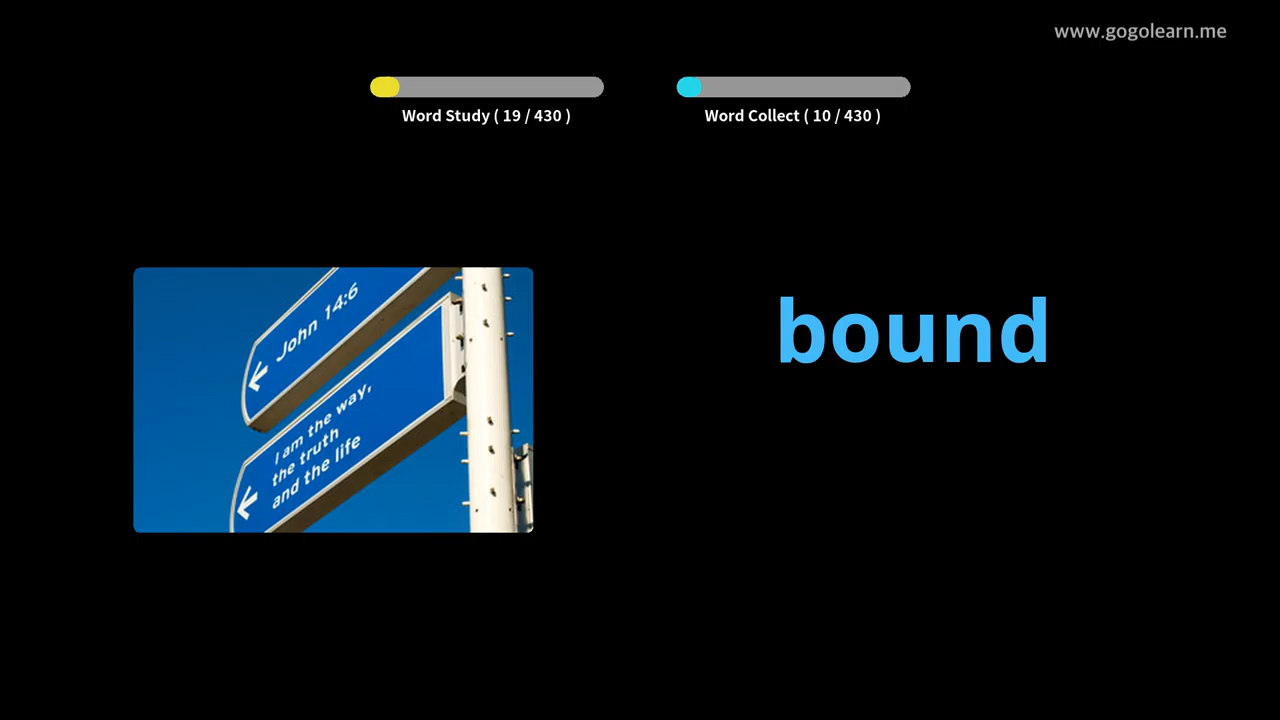 www.gogolearn.me
Word Study ( 19 / 430 )
Word Collect ( 10 / 430 )
John 14:6
I am the way,
the truth
and the life
bound